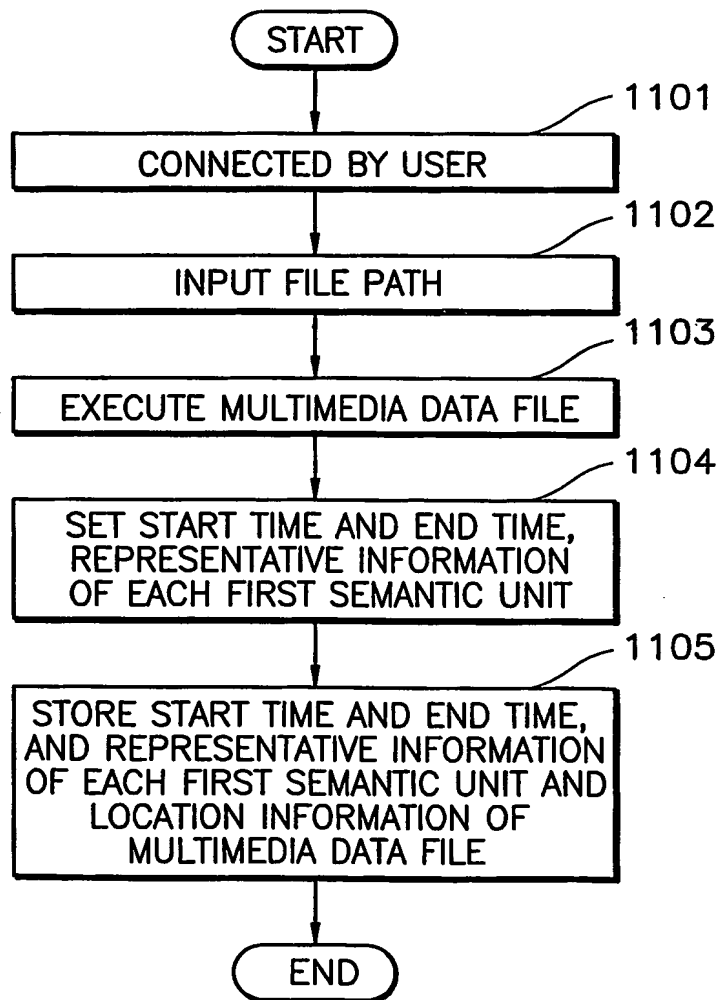 START
1101
CONNECTED BY USER
1102
INPUT FILE PATH
1103
EXECUTE MULTIMEDIA DATA FILE
1104
SET START TIME AND END TIME,
REPRESENTATIVE INFORMATION
OF EACH FIRST SEMANTIC UNIT
1105
STORE START TIME AND END TIME,
AND REPRESENTATIVE INFORMATION
OF EACH FIRST SEMANTIC UNIT AND
LOCATION INFORMATION OF
MULTIMEDIA DATA FILE
END